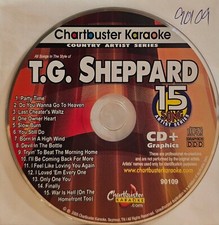 90109
Chartbuster Karaoke
COUNTRY ARTIST SERIES
All Songs in The Style of
T.G. SHEPPARD
15
1) Party Time!
2) Do You Wanna Go To Heaven
3) Last Cheater's Waltz
4) One Owner Heart
5) Slow Burn
6) You Still Do
7) Born In A High Wind
8) Devil In The Bottle
9) Tryin' To Beat The Morning Home
10) I'll Be Coming Back For More
11) I Feel Like Loving You Again
12) I Loved 'Em Every One
13) Only One You
14) Finally
15) War Is Hell (On The
Homefront Too)
CD+
Graphics
90109
Chartbuster
Karaoke